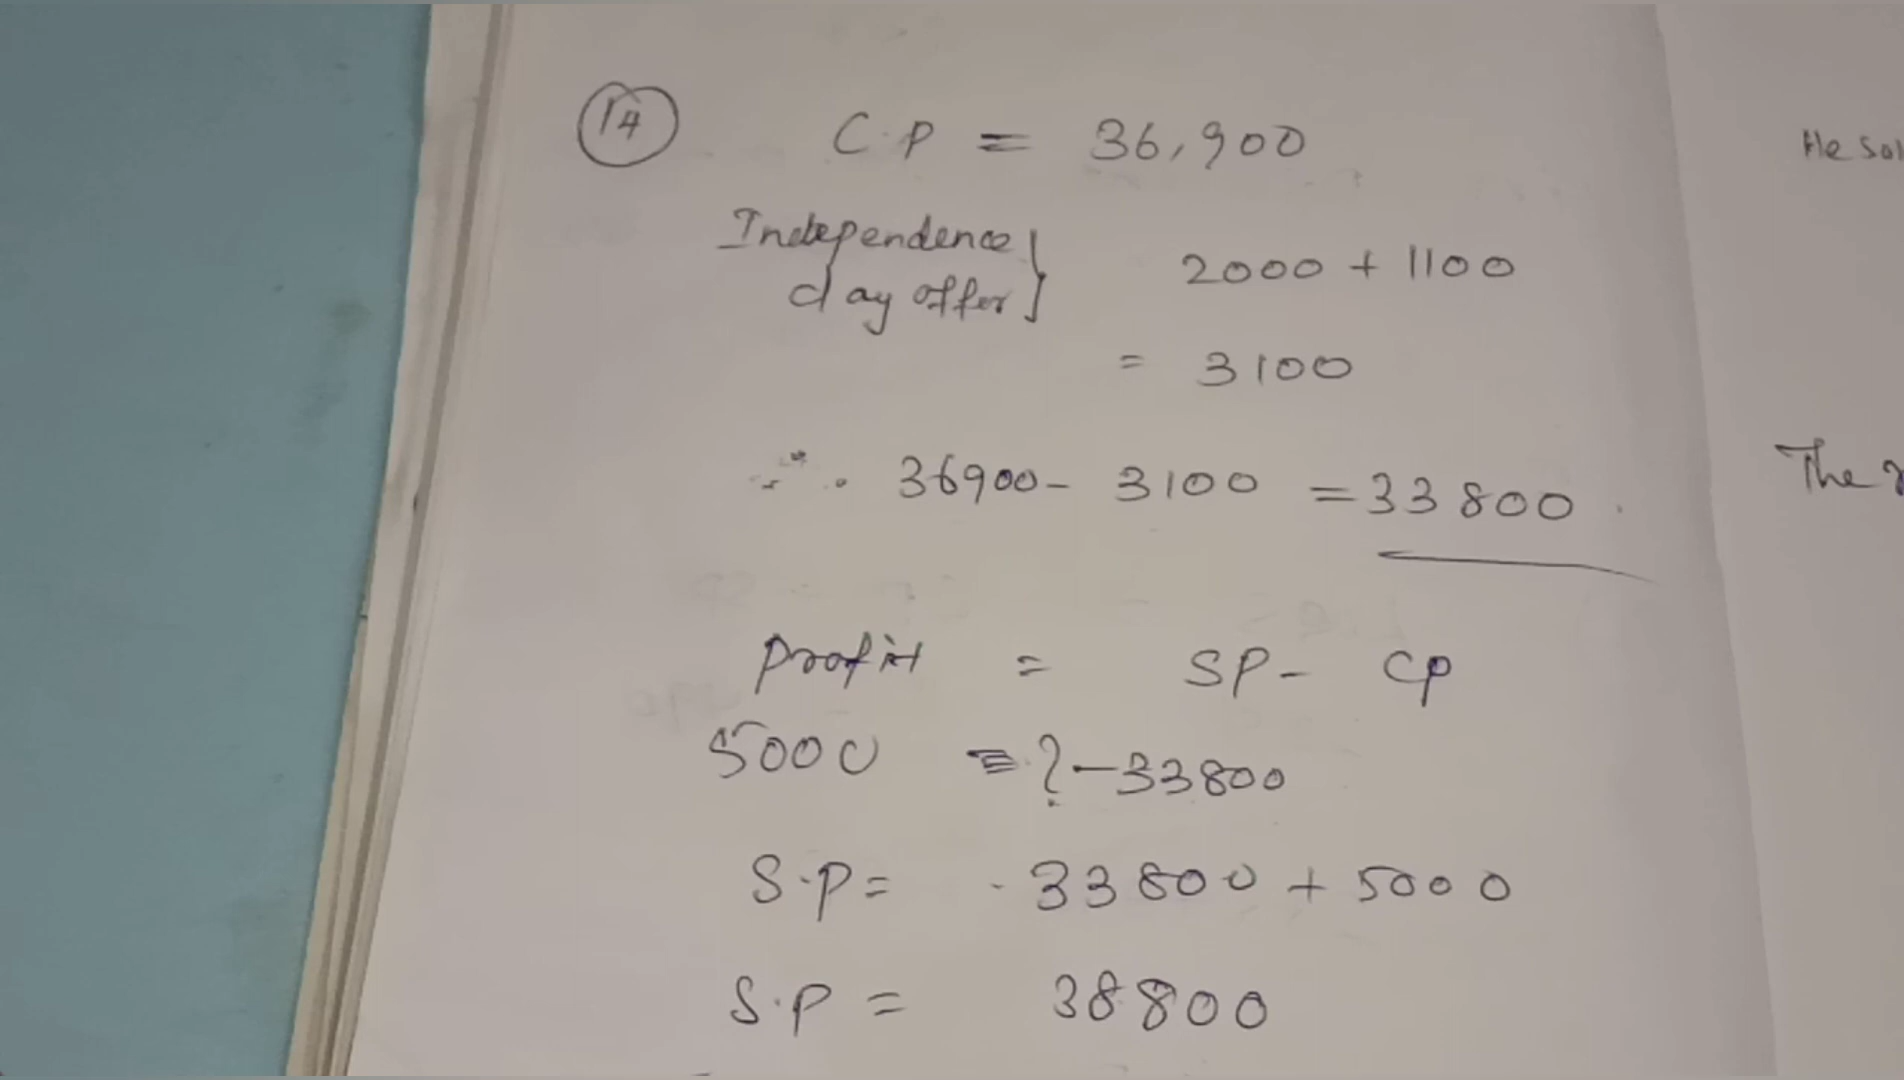 14
C.P = 36,900
Independence day offer } 2000 + 1100
= 3100
∴ 36900 - 3100 = 33800
profit = SP - CP
5000 = ? - 33800
S.P = 33800 + 5000
S.P = 38800
He sol
The